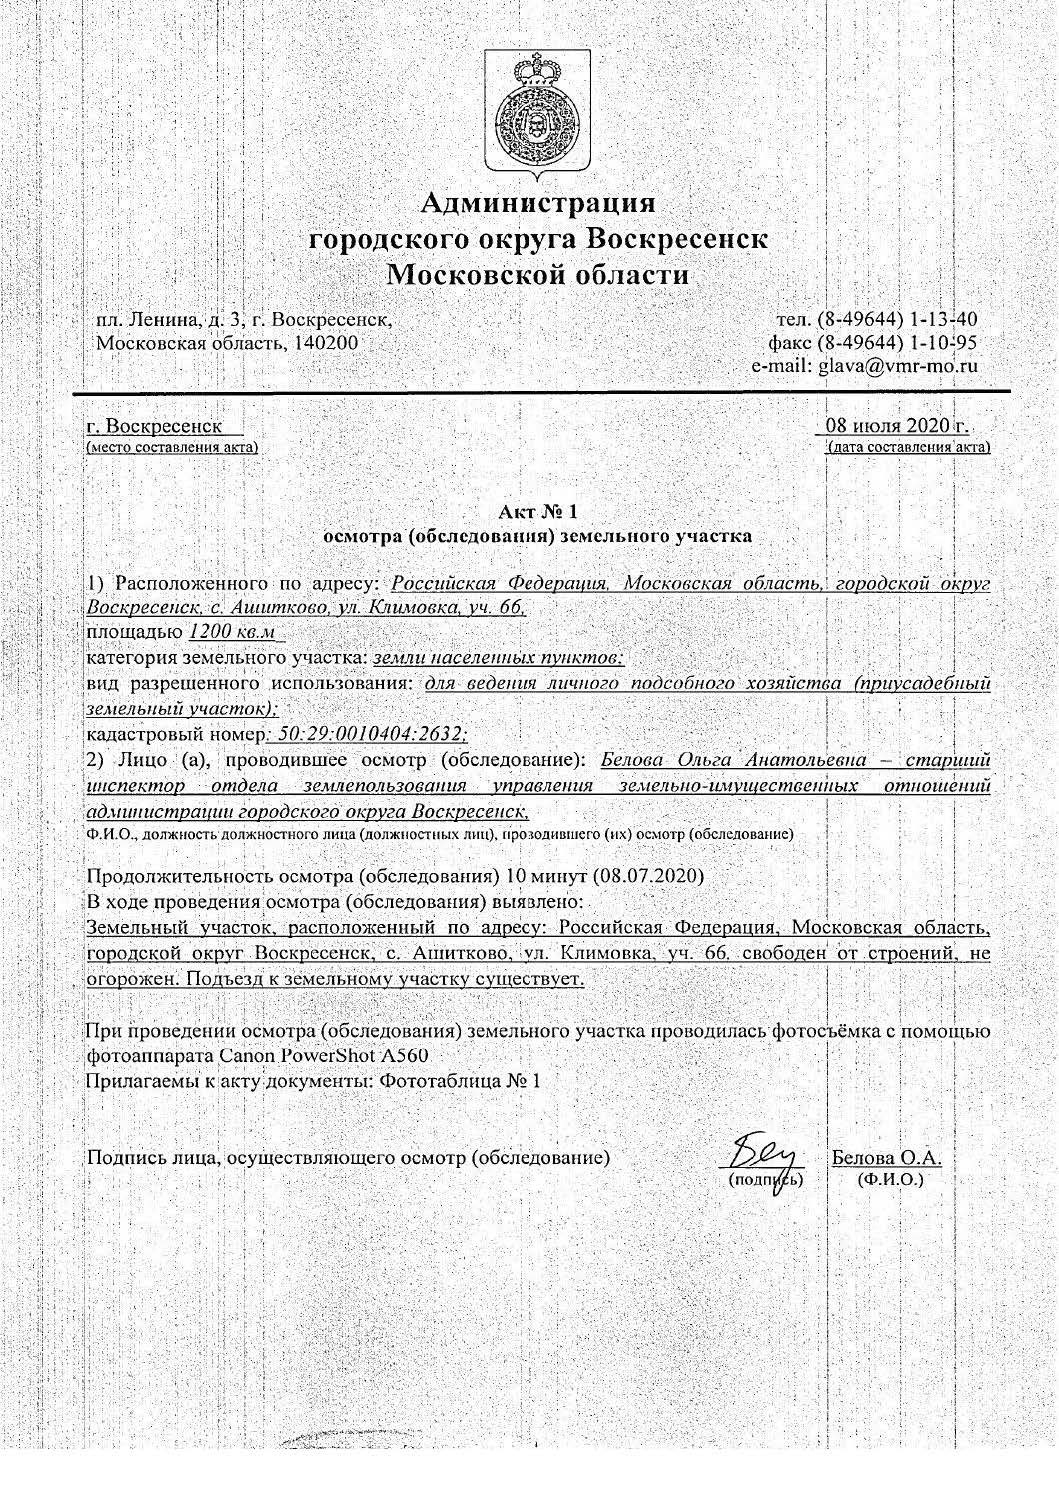 Администрация
городского округа Воскресенск
Московской области
пл. Ленина, д. 3, г. Воскресенск,
Московская область, 140200
тел. (8-49644) 1-13-40
факс (8-49644) 1-10-95
e-mail: glava@vmr-mo.ru
г. Воскресенск
(место составления акта)
08 июля 2020 г.
(дата составления акта)
Акт № 1
осмотра (обследования) земельного участка
1) Расположенного по адресу: Российская Федерация, Московская область, городской округ
Воскресенск, с. Ашитково, ул. Климовка, уч. 66,
площадью 1200 кв.м
категория земельного участка: земли населенных пунктов;
вид разрешенного использования: для ведения личного подсобного хозяйства (приусадебный
земельный участок);
кадастровый номер: 50:29:0010404:2632;
2) Лицо (а), проводившее осмотр (обследование): Белова Ольга Анатольевна – старший
инспектор отдела землепользования управления земельно-имущественных отношений
администрации городского округа Воскресенск,
Ф.И.О., должность должностного лица (должностных лиц), прозодившего (их) осмотр (обследование)
Продолжительность осмотра (обследования) 10 минут (08.07.2020)
В ходе проведения осмотра (обследования) выявлено:
Земельный участок, расположенный по адресу: Российская Федерация, Московская область,
городской округ Воскресенск, с. Ашитково, ул. Климовка, уч. 66, свободен от строений, не
огорожен. Подъезд к земельному участку существует.
При проведении осмотра (обследования) земельного участка проводилась фотосъёмка с помощью
фотоаппарата Canon PowerShot A560
Прилагаемы к акту документы: Фототаблица № 1
Подпись лица, осуществляющего осмотр (обследование)
(подпись)
Белова О.А.
(Ф.И.О.)